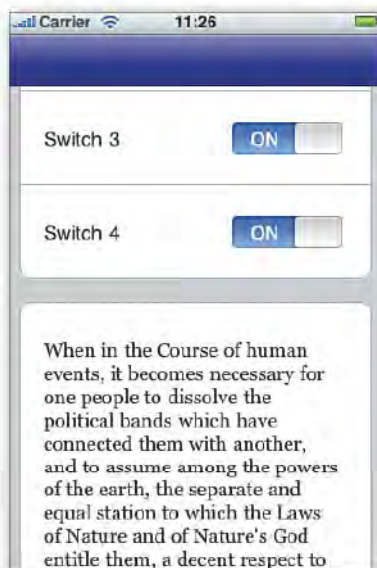 Carrier 11:26
Switch 3 ON
Switch 4 ON
When in the Course of human
events, it becomes necessary for
one people to dissolve the
political bands which have
connected them with another,
and to assume among the powers
of the earth, the separate and
equal station to which the Laws
of Nature and of Nature's God
entitle them, a decent respect to